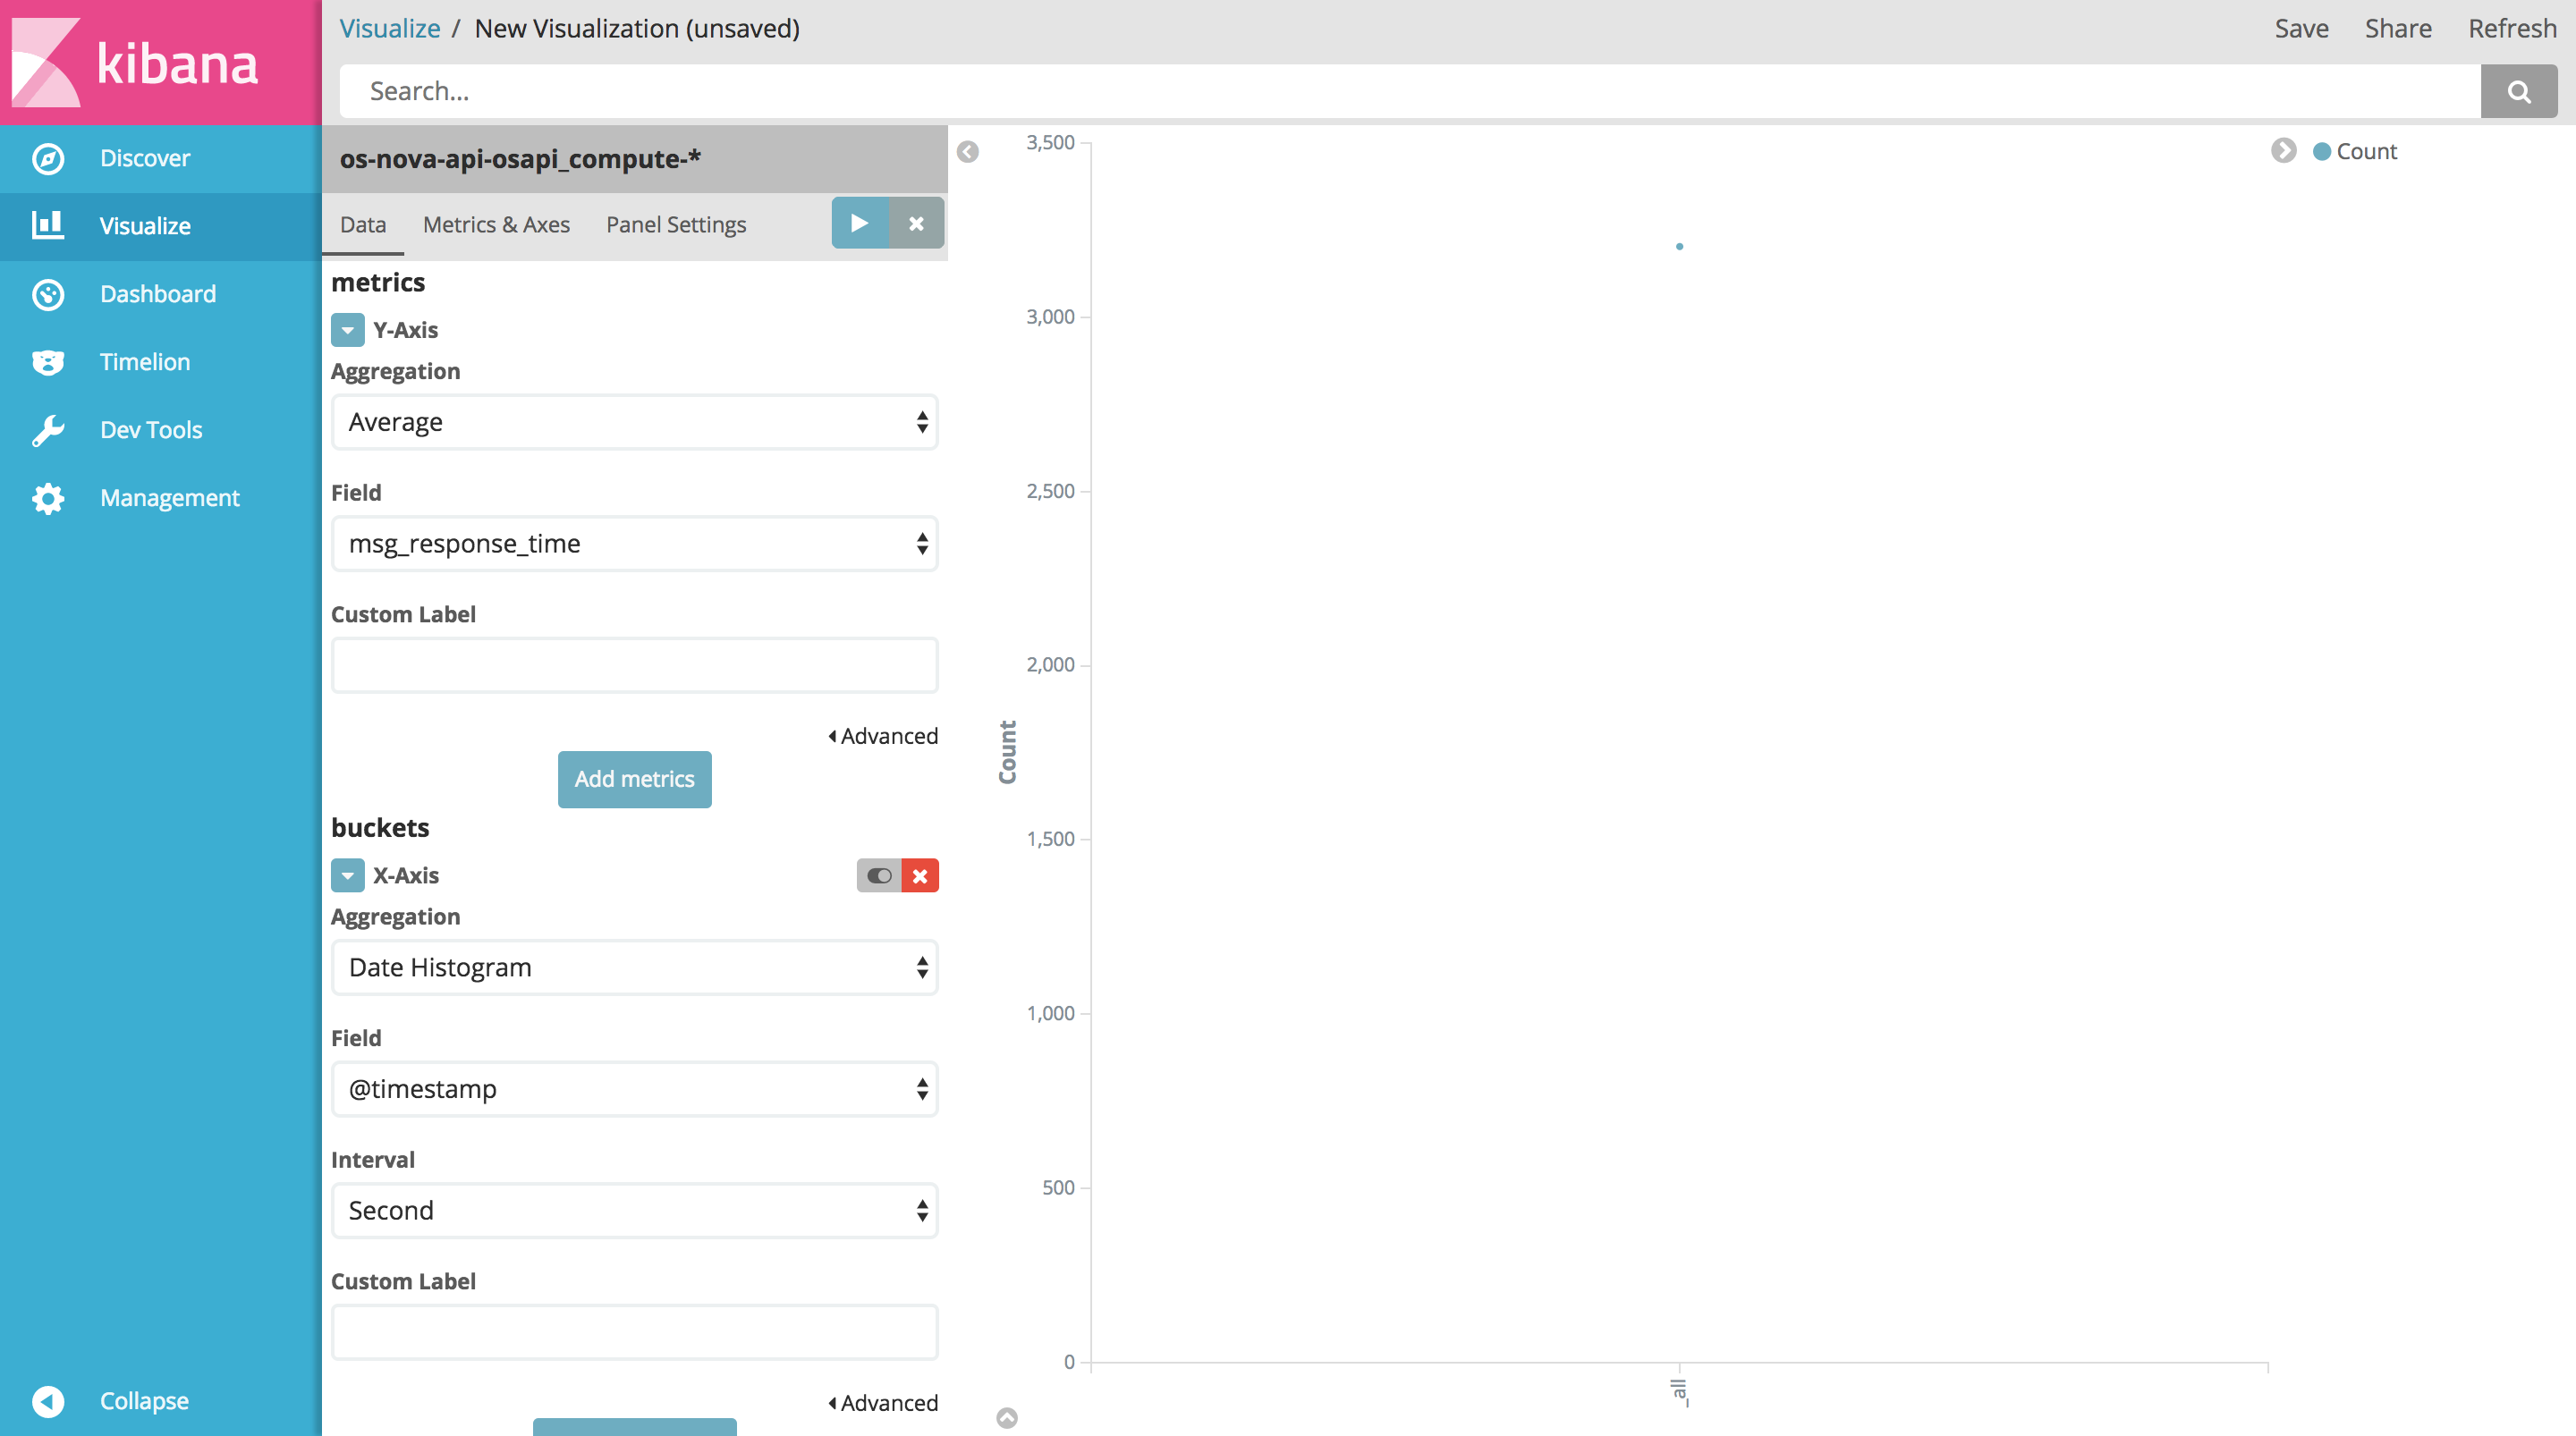 kibana
Discover
Visualize
Dashboard
Timelion
Dev Tools
Management
Collapse
Visualize / New Visualization (unsaved)
Save Share Refresh
Search...
os-nova-api-osapi_compute-*
Data Metrics & Axes Panel Settings
metrics
Y-Axis
Aggregation
Average
Field
msg_response_time
Custom Label
Advanced
Add metrics
buckets
X-Axis
Aggregation
Date Histogram
Field
@timestamp
Interval
Second
Custom Label
Advanced
3,500
3,000
2,500
2,000
1,500
1,000
500
0
Count
_all
Count